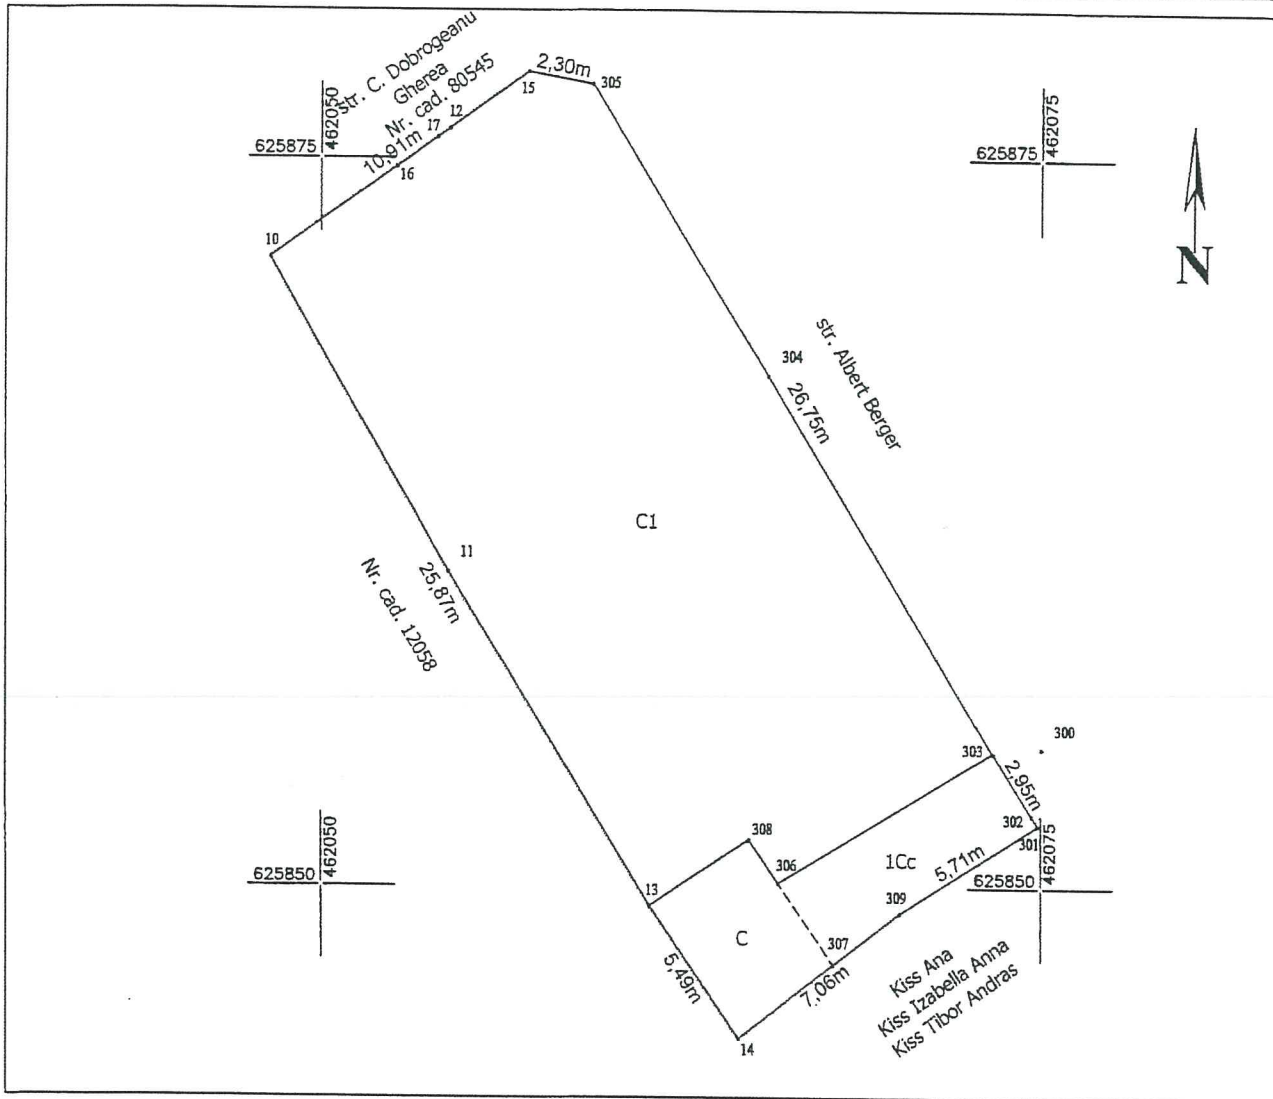 str. C. Dobrogeanu
Gherea
Nr. cad. 80545
10,91m
2,30m
15
305
12
17
16
10
625875
462050
625875
462075
N
304
str. Albert Berger
26,75m
C1
11
25,87m
Nr. cad. 12058
300
303
2,95m
302
301
462075
625850
308
306
1Cc
5,71m
309
462050
625850
13
C
307
7,06m
5,49m
14
Kiss Ana
Kiss Izabella Anna
Kiss Tibor Andras